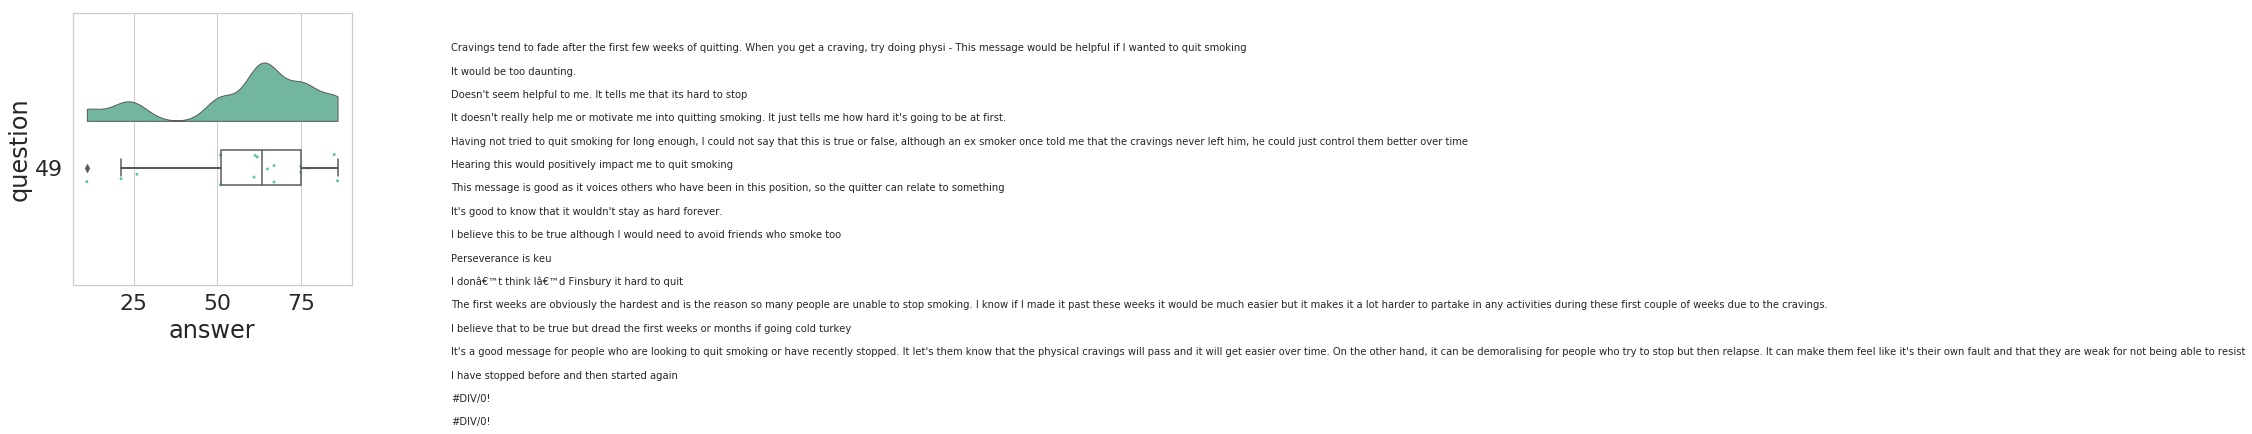 question
49
25 50 75
answer
Cravings tend to fade after the first few weeks of quitting. When you get a craving, try doing physi - This message would be helpful if I wanted to quit smoking
It would be too daunting.
Doesn't seem helpful to me. It tells me that its hard to stop
It doesn't really help me or motivate me into quitting smoking. It just tells me how hard it's going to be at first.
Having not tried to quit smoking for long enough, I could not say that this is true or false, although an ex smoker once told me that the cravings never left him, he could just control them better over time
Hearing this would positively impact me to quit smoking
This message is good as it voices others who have been in this position, so the quitter can relate to something
It's good to know that it wouldn't stay as hard forever.
I believe this to be true although I would need to avoid friends who smoke too
Perseverance is keu
I donâ€™t think Iâ€™d Finsbury it hard to quit
The first weeks are obviously the hardest and is the reason so many people are unable to stop smoking. I know if I made it past these weeks it would be much easier but it makes it a lot harder to partake in any activities during these first couple of weeks due to the cravings.
I believe that to be true but dread the first weeks or months if going cold turkey
It's a good message for people who are looking to quit smoking or have recently stopped. It let's them know that the physical cravings will pass and it will get easier over time. On the other hand, it can be demoralising for people who try to stop but then relapse. It can make them feel like it's their own fault and that they are weak for not being able to resist
I have stopped before and then started again
#DIV/0!
#DIV/0!